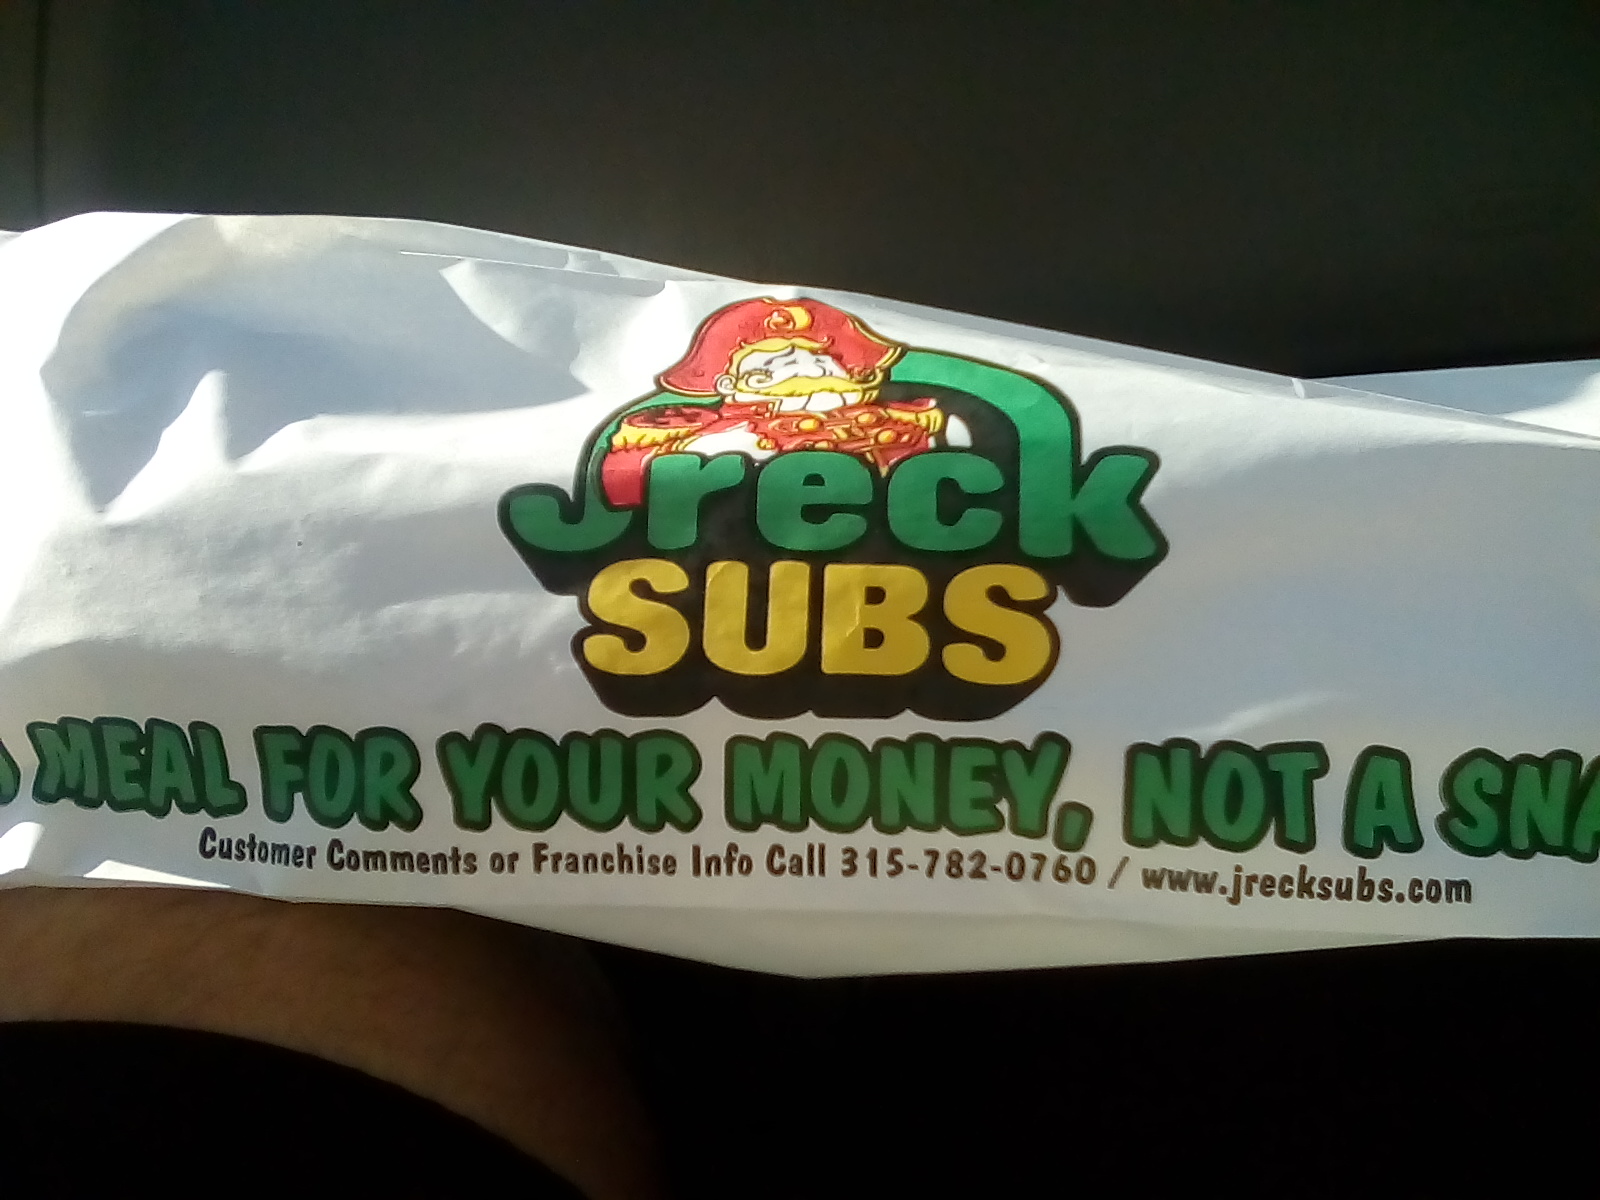 Jreck
SUBS
MEAL FOR YOUR MONEY, NOT A SNA
Customer Comments or Franchise Info Call 315-782-0760 / www.jrecksubs.com